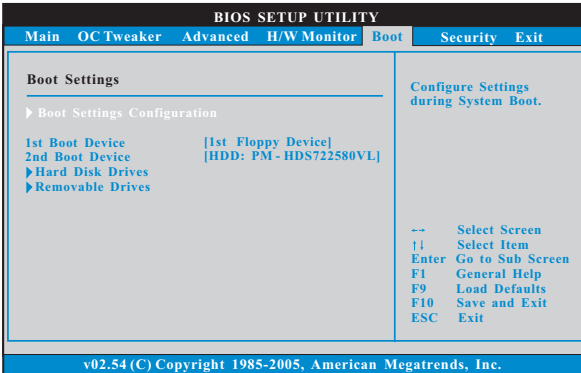 BIOS SETUP UTILITY
Main OC Tweaker Advanced H/W Monitor Boot Security Exit
Boot Settings
Boot Settings Configuration
1st Boot Device [1st Floppy Device]
2nd Boot Device [HDD: PM - HDS722580VL]
Hard Disk Drives
Removable Drives
Configure Settings
during System Boot.
←→ Select Screen
↑↓ Select Item
Enter Go to Sub Screen
F1 General Help
F9 Load Defaults
F10 Save and Exit
ESC Exit
v02.54 (C) Copyright 1985-2005, American Megatrends, Inc.